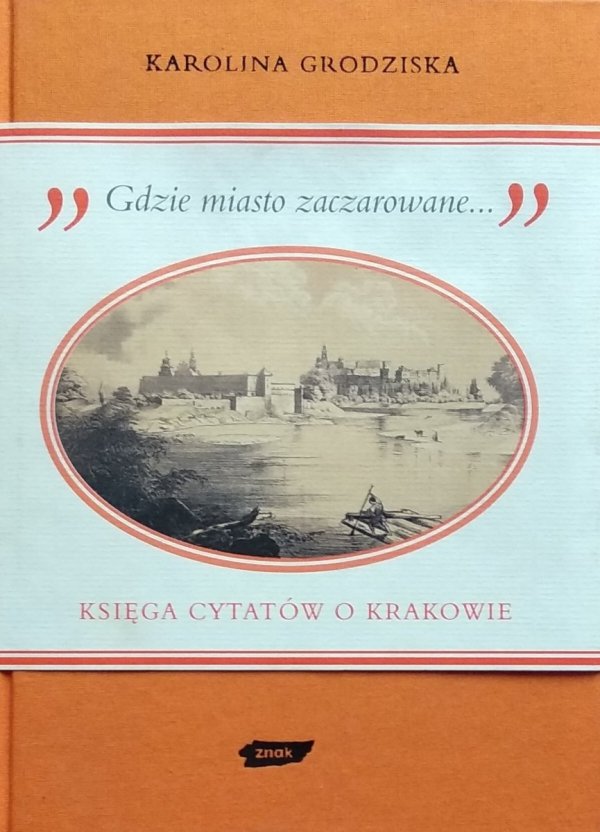 KAROLINA GRODZISKA
„Gdzie miasto zaczarowane...”
KSIĘGA CYTATÓW O KRAKOWIE
znak